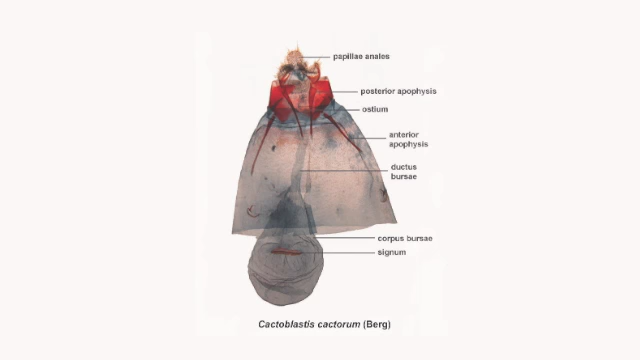 papillae anales
posterior apophysis
ostium
anterior
apophysis
ductus
bursae
corpus bursae
signum
Cactoblastis cactorum (Berg)